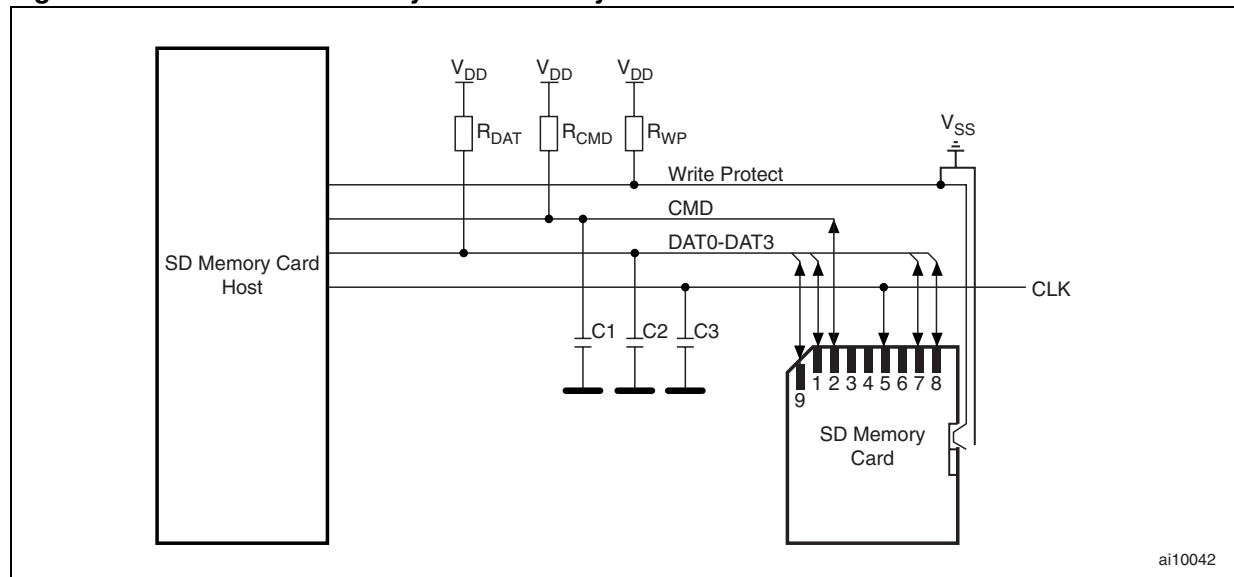 VDD VDD VDD
RDAT RCMD RWP
VSS
Write Protect
CMD
DAT0-DAT3
SD Memory Card
Host
CLK
C1 C2 C3
1 2 3 4 5 6 7 8
9
SD Memory
Card
ai10042